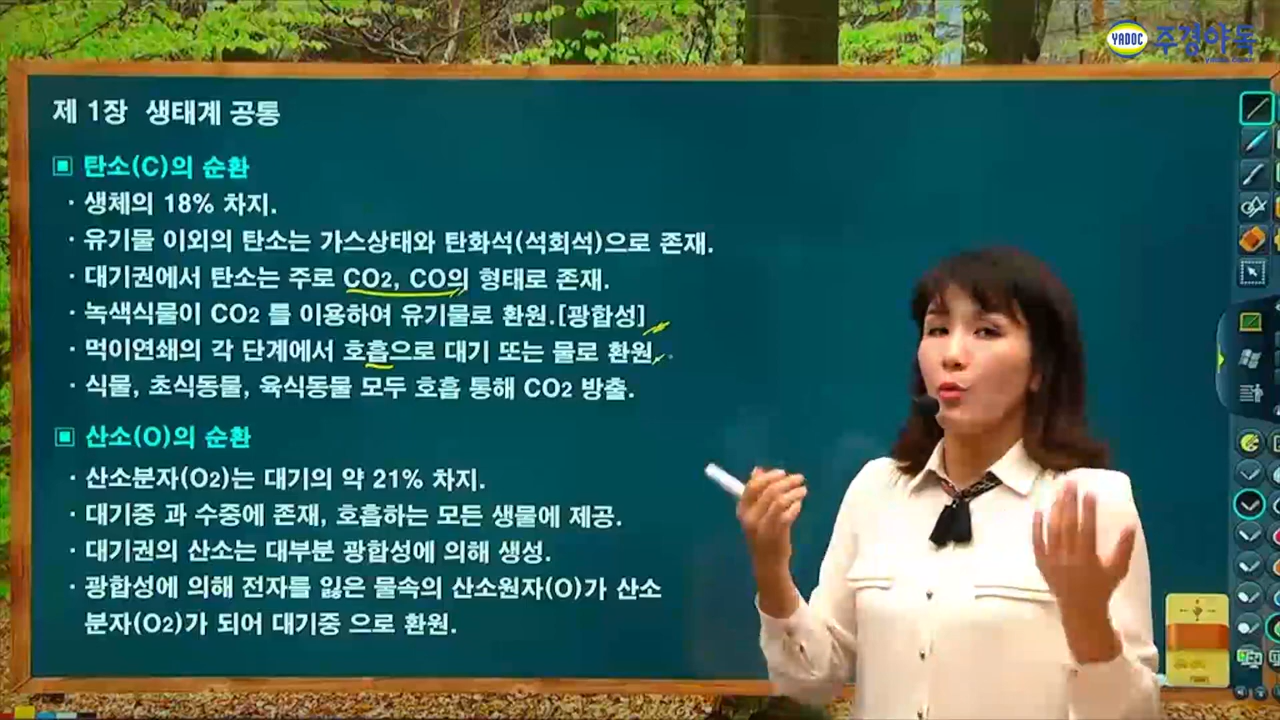 YADOC 주경야독
제 1장 생태계 공통
▣ 탄소(C)의 순환
· 생체의 18% 차지.
· 유기물 이외의 탄소는 가스상태와 탄화석(석회석)으로 존재.
· 대기권에서 탄소는 주로 CO2, CO의 형태로 존재.
· 녹색식물이 CO2 를 이용하여 유기물로 환원.[광합성]
· 먹이연쇄의 각 단계에서 호흡으로 대기 또는 물로 환원.
· 식물, 초식동물, 육식동물 모두 호흡 통해 CO2 방출.
▣ 산소(O)의 순환
· 산소분자(O2)는 대기의 약 21% 차지.
· 대기중 과 수중에 존재, 호흡하는 모든 생물에 제공.
· 대기권의 산소는 대부분 광합성에 의해 생성.
· 광합성에 의해 전자를 잃은 물속의 산소원자(O)가 산소
분자(O2)가 되어 대기중 으로 환원.